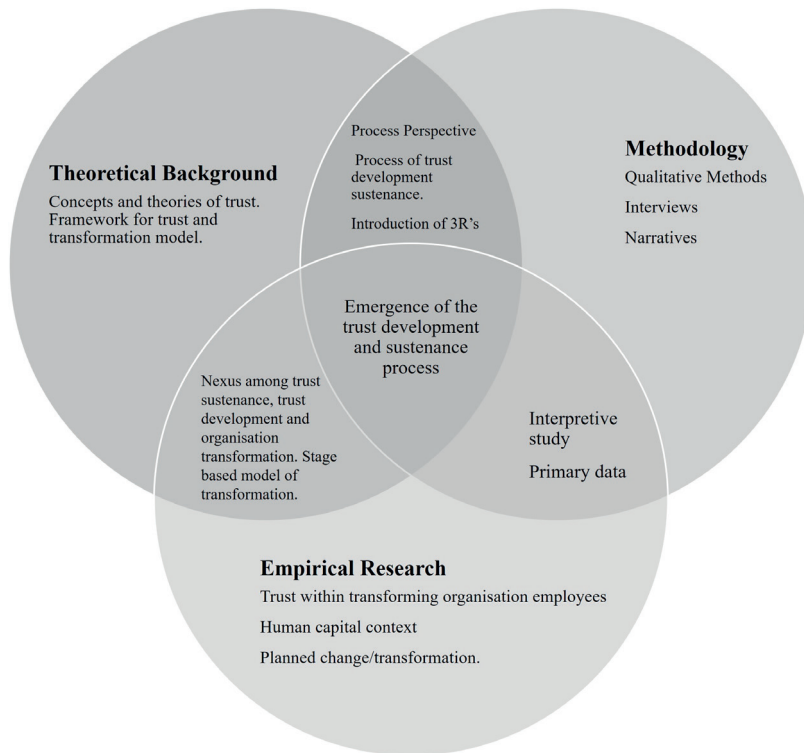 Theoretical Background
Concepts and theories of trust.
Framework for trust and
transformation model.
Process Perspective
Process of trust
development
sustenance.
Introduction of 3R's
Methodology
Qualitative Methods
Interviews
Narratives
Emergence of the
trust development
and sustenance
process
Nexus among trust
sustenance, trust
development and
organisation
transformation. Stage
based model of
transformation.
Interpretive
study
Primary data
Empirical Research
Trust within transforming organisation employees
Human capital context
Planned change/transformation.